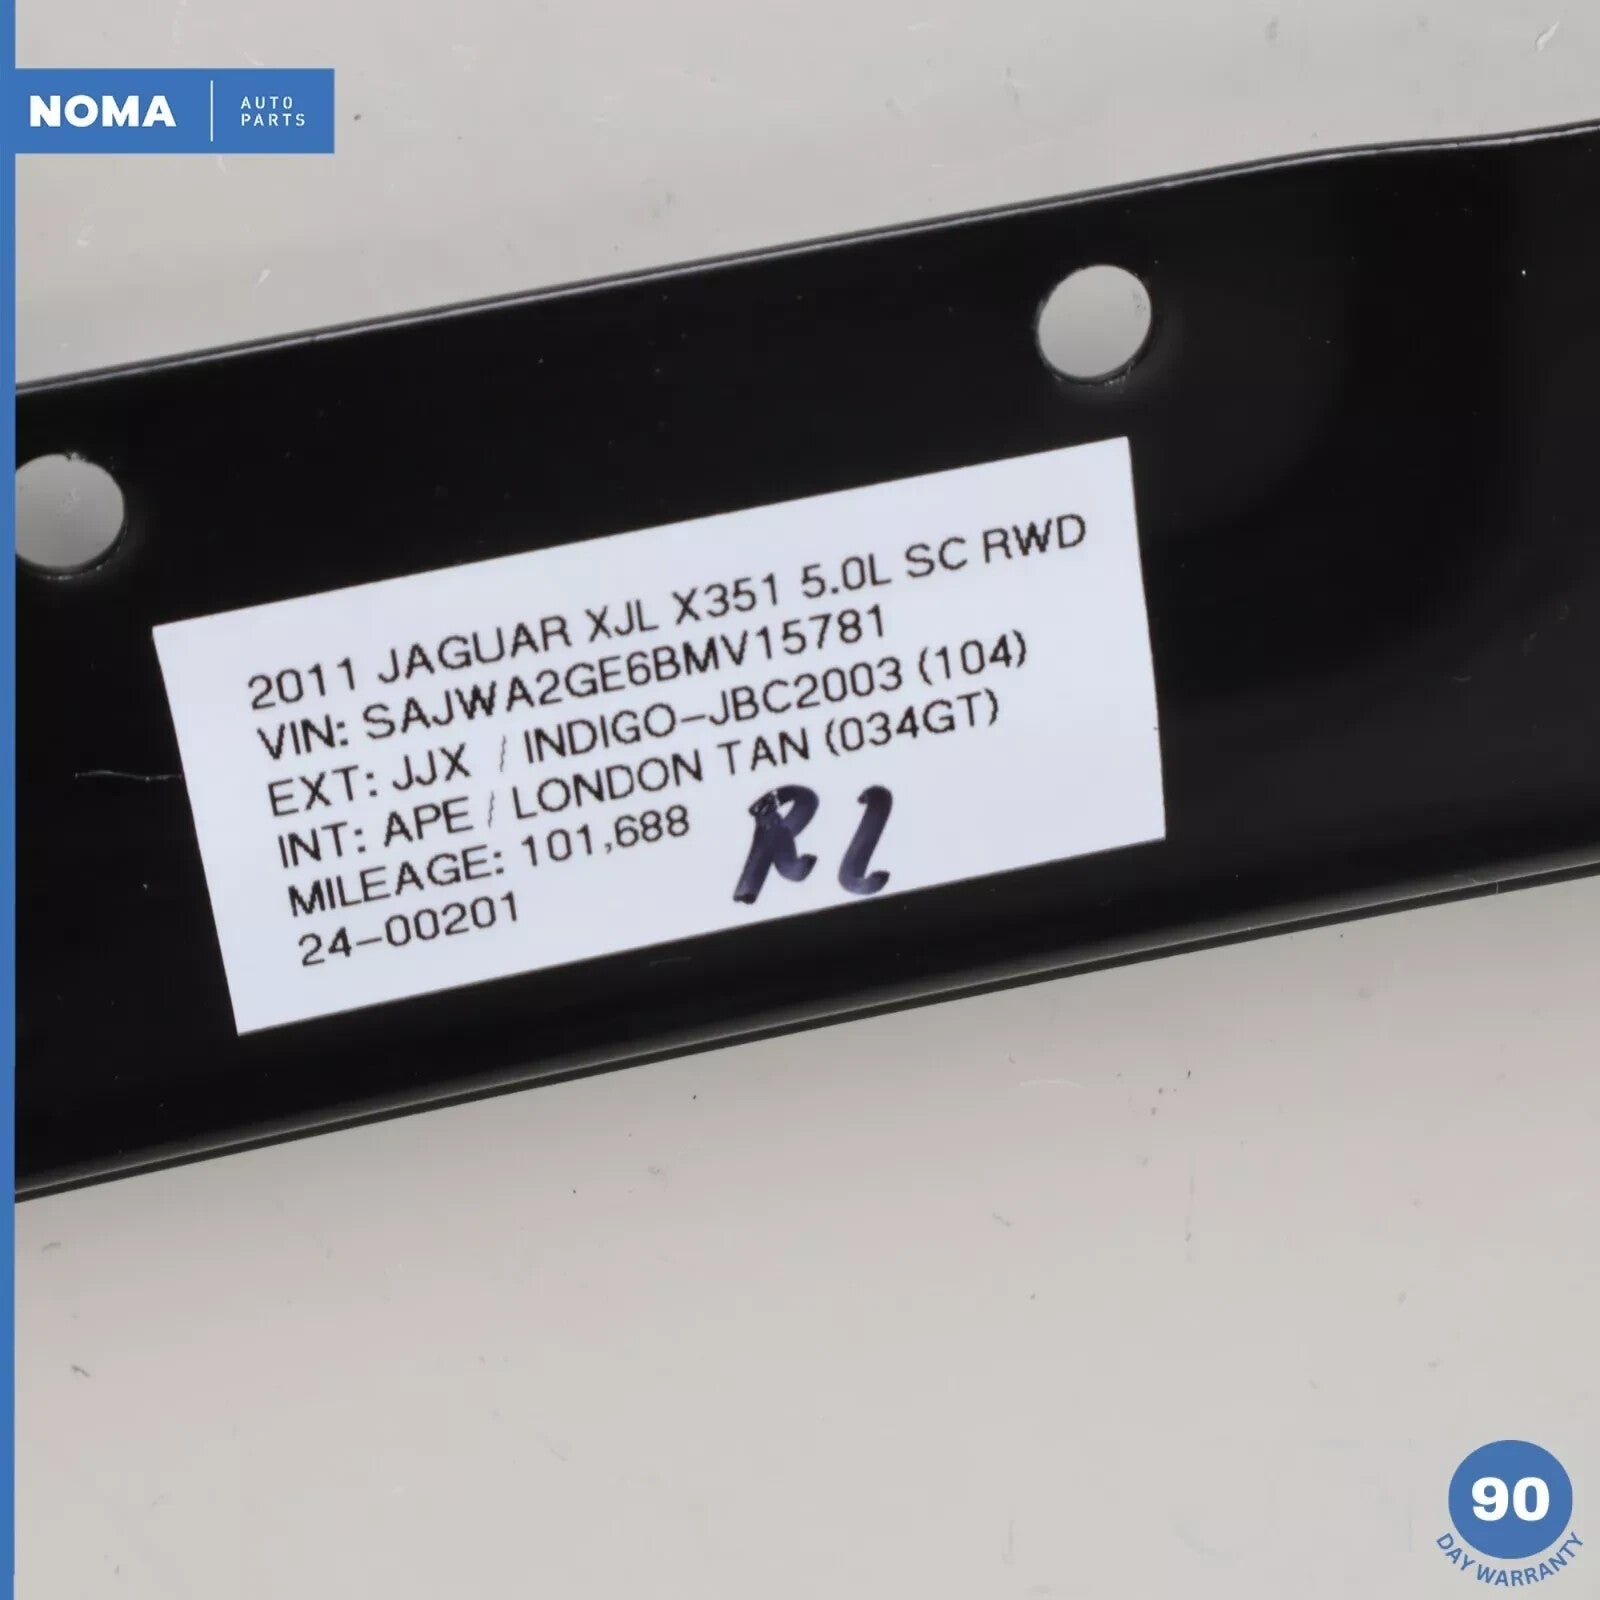 NOMA
AUTO
PARTS
2011 JAGUAR XJL X351 5.0L SC RWD
VIN: SAJWA2GE6BMV15781
EXT: JJX / INDIGO-JBC2003 (104)
INT: APE / LONDON TAN (034GT)
MILEAGE: 101,688
24-00201
RL
90
DAY WARRANTY